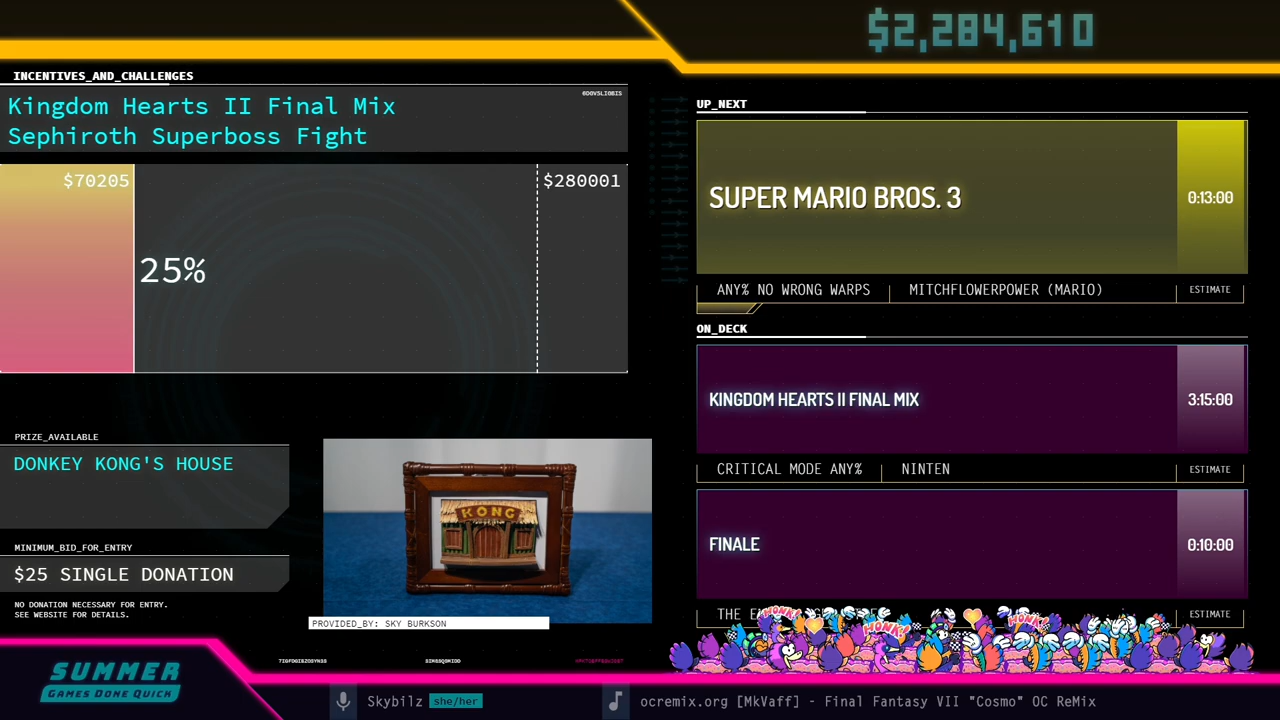 $2,284,610
INCENTIVES_AND_CHALLENGES
Kingdom Hearts II Final Mix
Sephiroth Superboss Fight
$70205
$280001
25%
PRIZE_AVAILABLE
DONKEY KONG'S HOUSE
MINIMUM_BID_FOR_ENTRY
$25 SINGLE DONATION
NO DONATION NECESSARY FOR ENTRY.
SEE WEBSITE FOR DETAILS.
KONG
PROVIDED_BY: SKY BURKSON
UP_NEXT
SUPER MARIO BROS. 3
0:13:00
ANY% NO WRONG WARPS
MITCHFLOWERPOWER (MARIO)
ESTIMATE
ON_DECK
KINGDOM HEARTS II FINAL MIX
3:15:00
CRITICAL MODE ANY%
NINTEN
ESTIMATE
FINALE
0:10:00
THE
ESTIMATE
HONK!
HONK!
HONK!
SUMMER
GAMES DONE QUICK
Skybilz she/her
ocremix.org [MkVaff] - Final Fantasy VII "Cosmo" OC ReMix